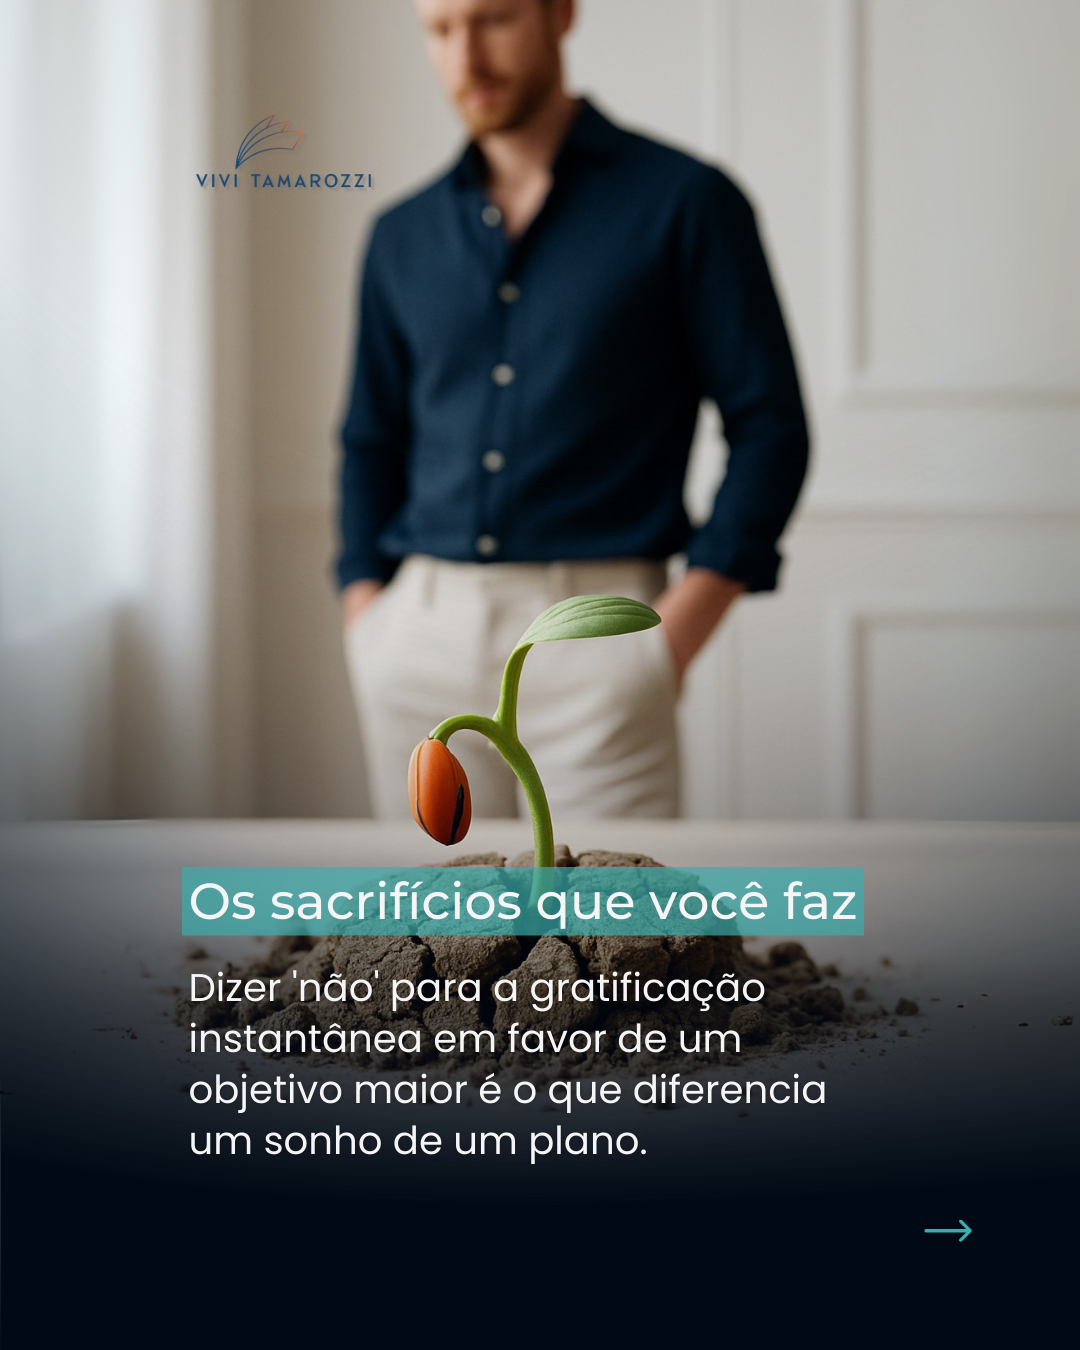 VIVI TAMAROZZI
Os sacrifícios que você faz
Dizer 'não' para a gratificação
instantânea em favor de um
objetivo maior é o que diferencia
um sonho de um plano.